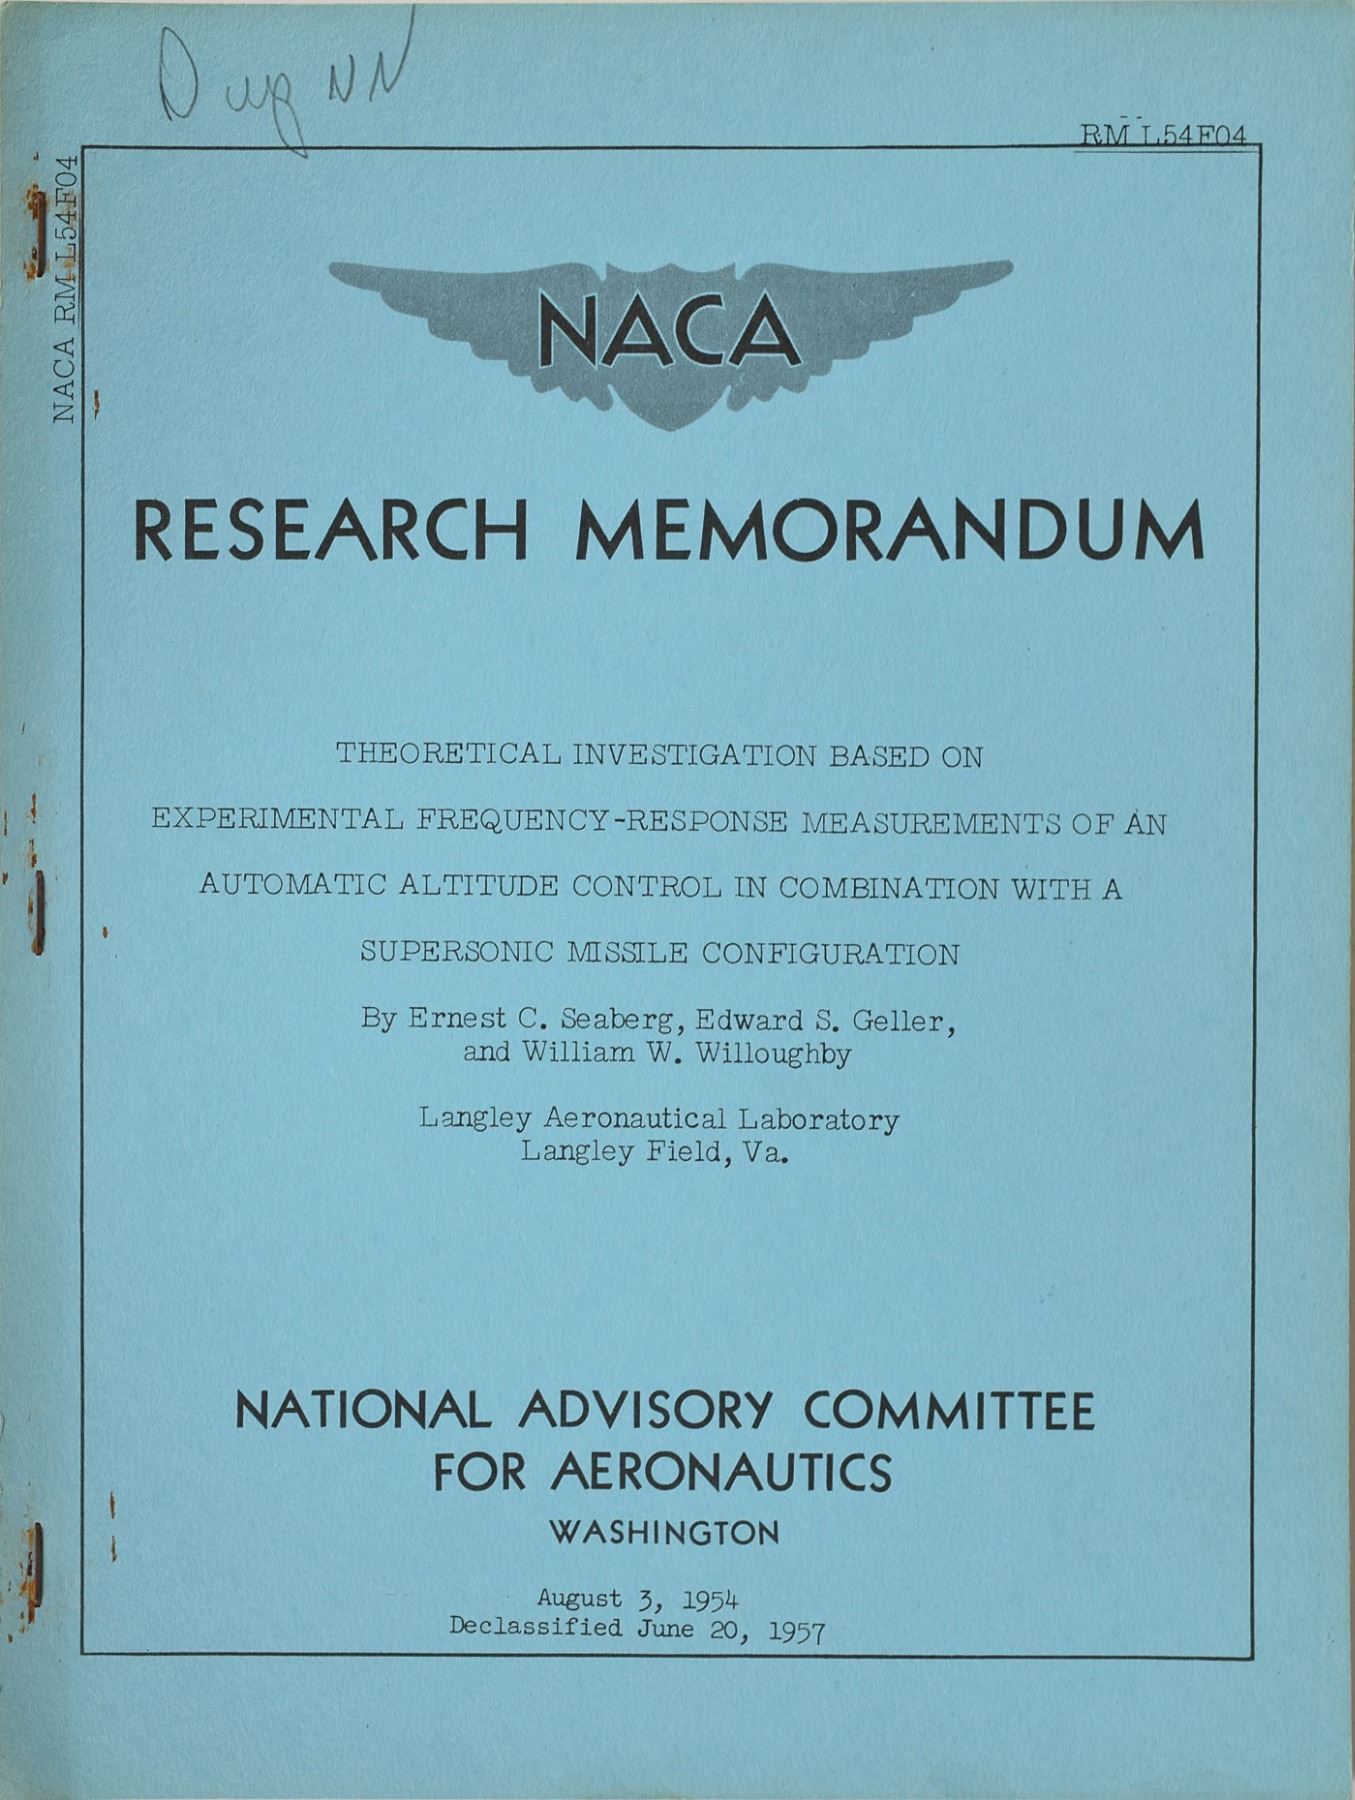 RM L54F04
NACA RM L54F04
NACA
RESEARCH MEMORANDUM
THEORETICAL INVESTIGATION BASED ON
EXPERIMENTAL FREQUENCY-RESPONSE MEASUREMENTS OF AN
AUTOMATIC ALTITUDE CONTROL IN COMBINATION WITH A
SUPERSONIC MISSILE CONFIGURATION
By Ernest C. Seaberg, Edward S. Geller,
and William W. Willoughby
Langley Aeronautical Laboratory
Langley Field, Va.
NATIONAL ADVISORY COMMITTEE
FOR AERONAUTICS
WASHINGTON
August 3, 1954
Declassified June 20, 1957